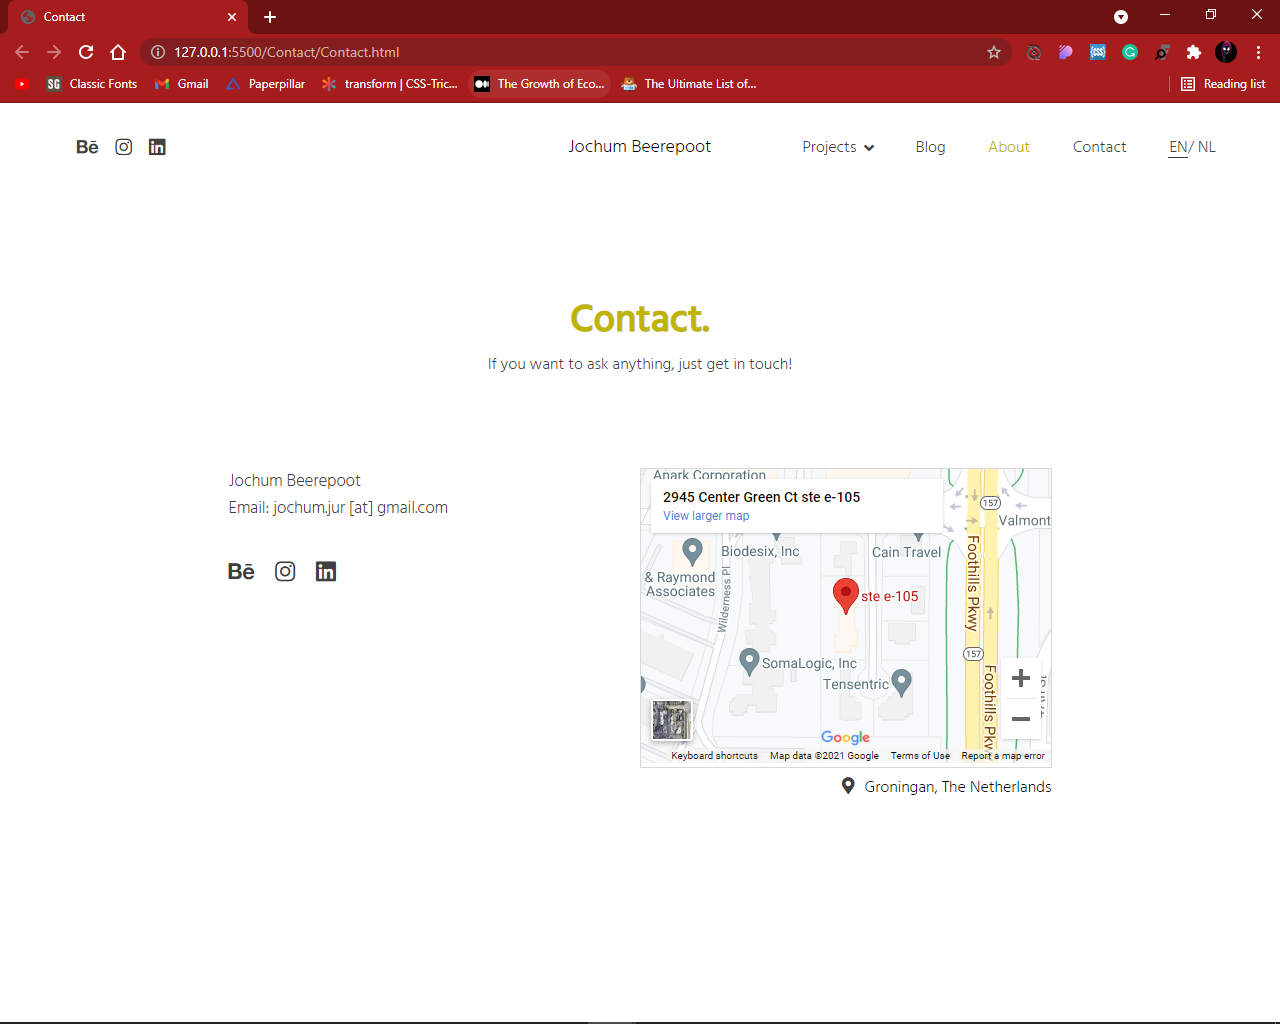 Contact
127.0.0.1:5500/Contact/Contact.html
SG Classic Fonts
Gmail
Paperpillar
transform | CSS-Tric...
The Growth of Eco...
The Ultimate List of...
Reading list
Bē
Jochum Beerepoot
Projects
Blog
About
Contact
EN/ NL
Contact.
If you want to ask anything, just get in touch!
Jochum Beerepoot
Email: jochum.jur [at] gmail.com
Bē
Anark Corporation
2945 Center Green Ct ste e-105
View larger map
157
Valmont
Biodesix, Inc
Cain Travel
& Raymond
Associates
Wilderness Pl
Foothills Pkwy
ste e-105
157
SomaLogic, Inc
Tensentric
Foothills Pkwy
Google
Keyboard shortcuts
Map data ©2021 Google
Terms of Use
Report a map error
Groningan, The Netherlands